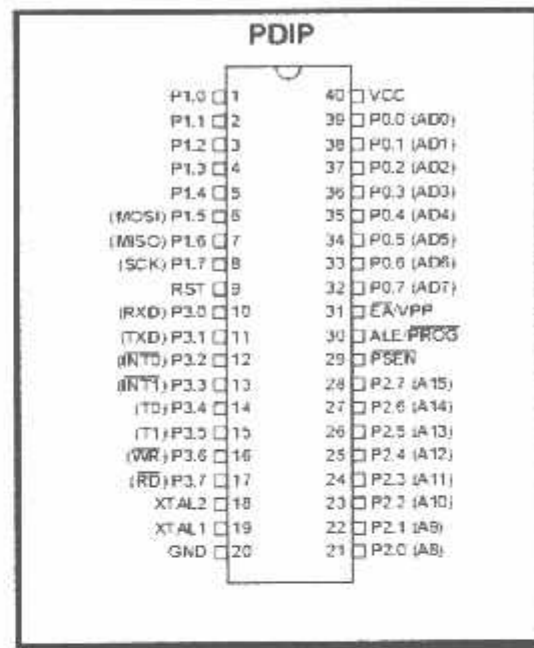 PDIP
P1.0 1 40 VCC
P1.1 2 39 P0.0 (AD0)
P1.2 3 38 P0.1 (AD1)
P1.3 4 37 P0.2 (AD2)
P1.4 5 36 P0.3 (AD3)
(MOSI) P1.5 6 35 P0.4 (AD4)
(MISO) P1.6 7 34 P0.5 (AD5)
(SCK) P1.7 8 33 P0.6 (AD6)
RST 9 32 P0.7 (AD7)
(RXD) P3.0 10 31 E̅A̅/VPP
(TXD) P3.1 11 30 ALE/P̅R̅O̅G̅
(I̅N̅T̅0̅) P3.2 12 29 P̅S̅E̅N̅
(I̅N̅T̅1̅) P3.3 13 28 P2.7 (A15)
(T0) P3.4 14 27 P2.6 (A14)
(T1) P3.5 15 26 P2.5 (A13)
(W̅R̅) P3.6 16 25 P2.4 (A12)
(R̅D̅) P3.7 17 24 P2.3 (A11)
XTAL2 18 23 P2.2 (A10)
XTAL1 19 22 P2.1 (A9)
GND 20 21 P2.0 (A8)